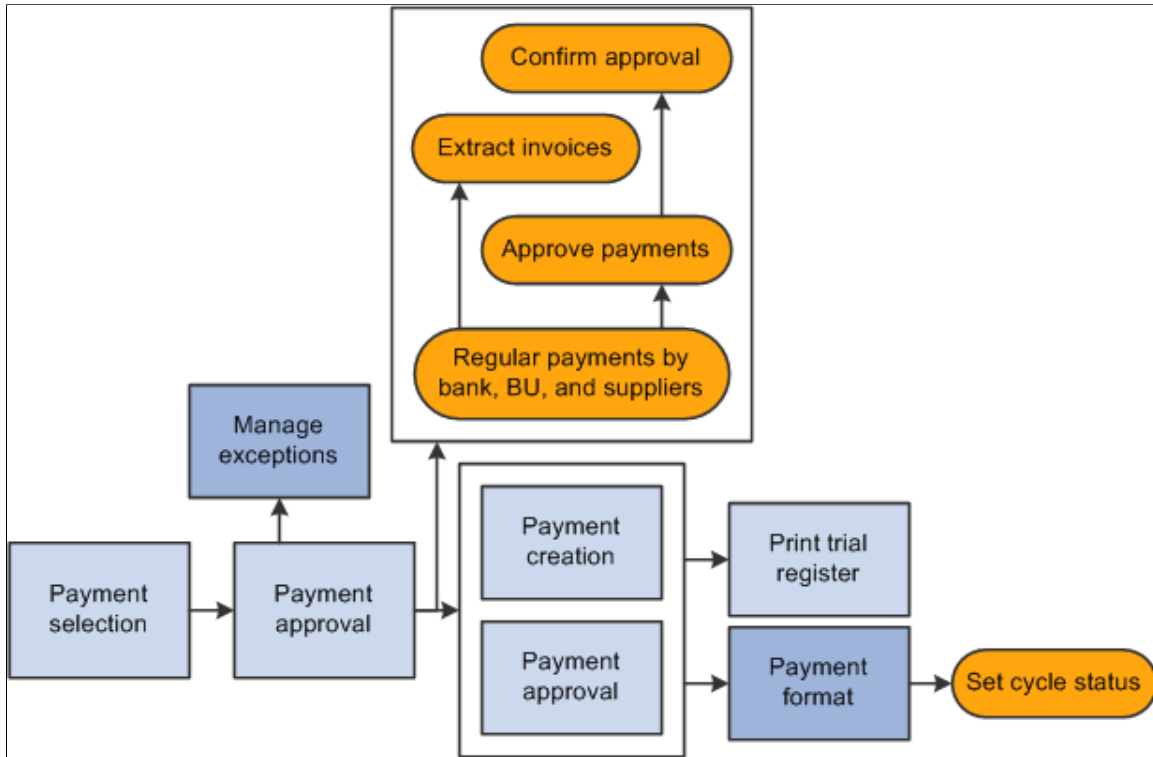 Confirm approval
Extract invoices
Approve payments
Regular payments by
bank, BU, and suppliers
Manage
exceptions
Payment
selection
Payment
approval
Payment
creation
Print trial
register
Payment
approval
Payment
format
Set cycle status